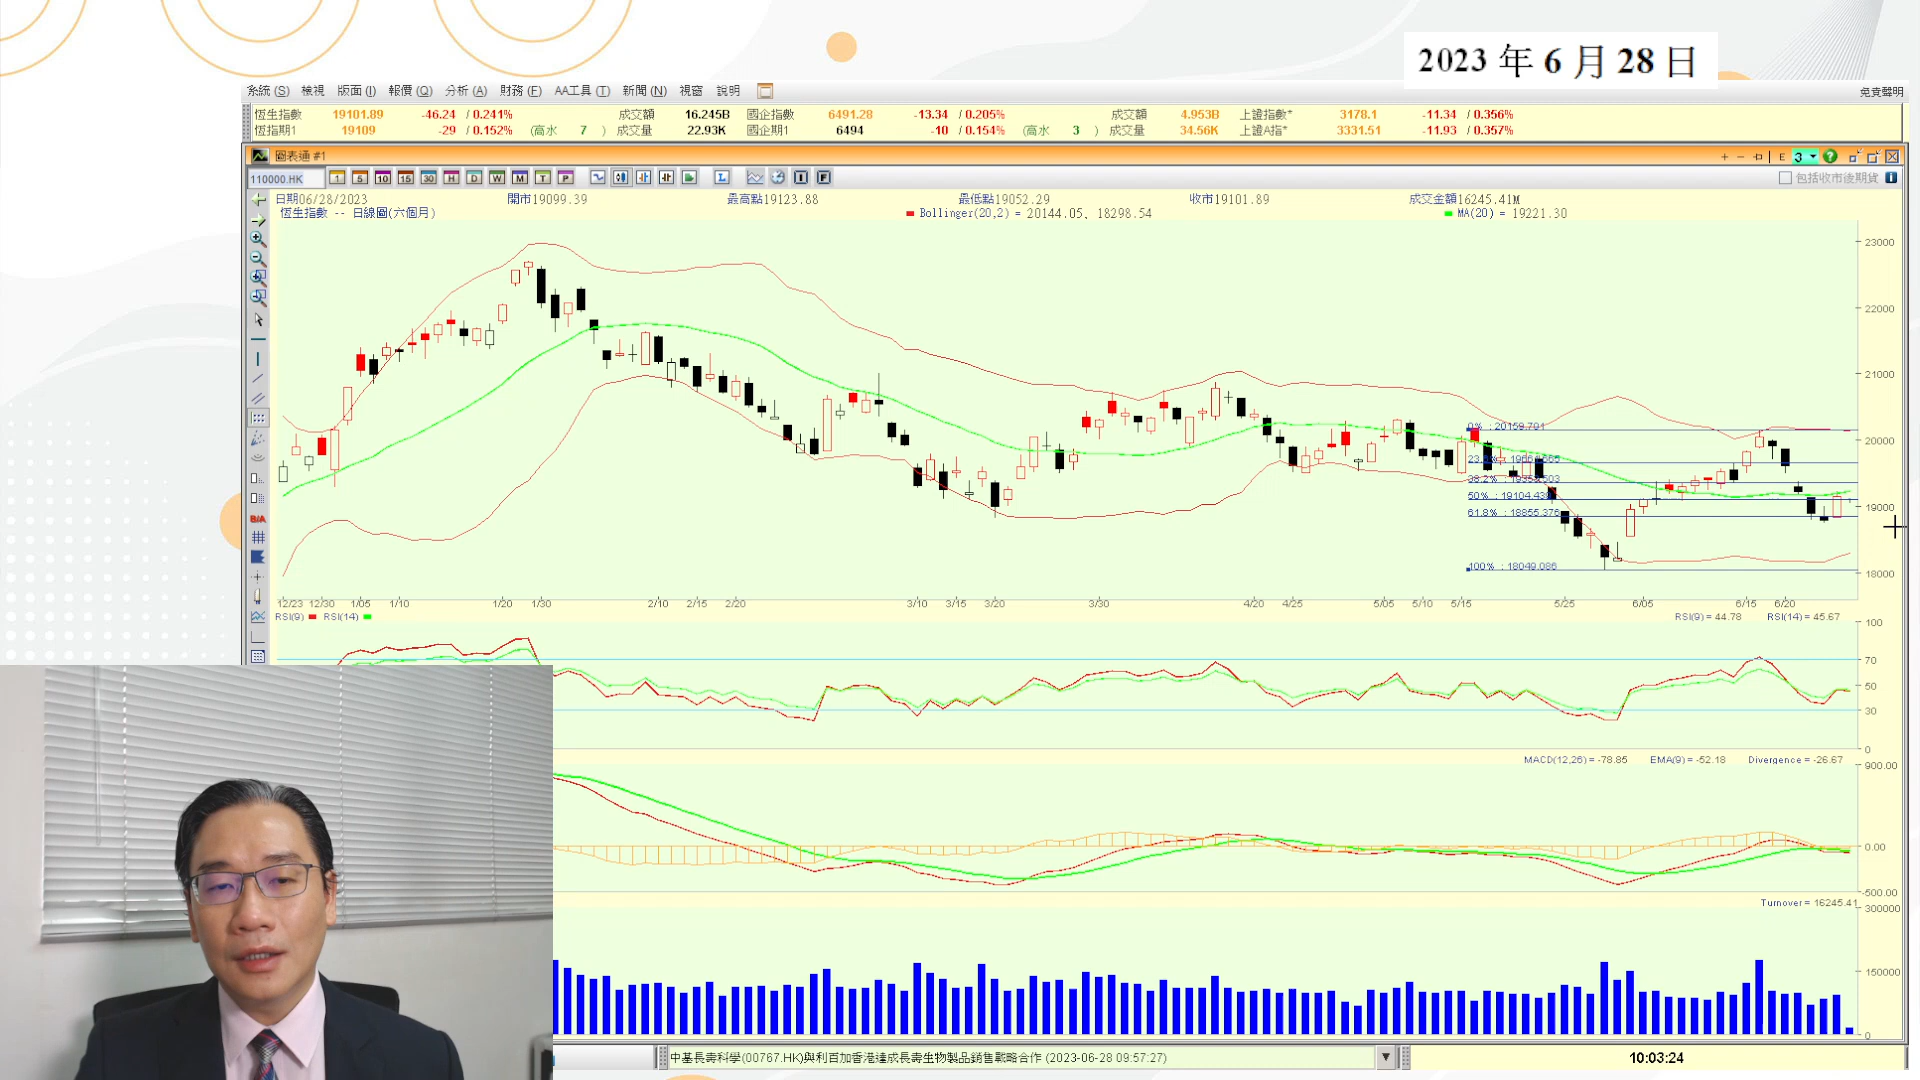 2023 年 6 月 28 日
系統 (S) 檢視 版面 (I) 報價 (Q) 分析 (A) 財務 (F) AA工具 (T) 新聞 (N) 視窗 說明
免責聲明
恆生指數 19101.89 -46.24 / 0.241% 成交額 16.245B 國企指數 6491.28 -13.34 / 0.205% 成交額 4.953B 上證指數* 3178.1 -11.34 / 0.356%
恆指期1 19109 -29 / 0.152% (高水 7 ) 成交量 22.93K 國企期1 6494 -10 / 0.154% (高水 3 ) 成交量 34.56K 上證A指* 3331.51 -11.93 / 0.357%
圖表通 #1
E 3
110000.HK 1 5 10 15 30 H D W M T P L I F
包括收市後期貨
日期06/28/2023 開市19099.39 最高點19123.88 最低點19052.29 收市19101.89 成交金額16245.41M
恆生指數 -- 日線圖(六個月) Bollinger(20,2) = 20144.05, 18298.54 MA(20) = 19221.30
23000
22000
21000
20000
19000
18000
0% : 20159.791
38.2% :
50% : 19104.439
61.8% : 18855.376
100% : 18049.086
B/A
12/23 12/30 1/05 1/10 1/20 1/30 2/10 2/15 2/20 3/10 3/15 3/20 3/30 4/20 4/25 5/05 5/10 5/15 5/25 6/05 6/15 6/20
RSI(9) RSI(14) RSI(9) = 44.78 RSI(14) = 45.67
100
70
50
30
0
MACD(12,26) = -78.85 EMA(9) = -52.18 Divergence = -26.67
900.00
0.00
-500.00
Turnover = 16245.41
300000
150000
0
中基長壽科學(00767.HK)與利百加香港達成長壽生物製品銷售戰略合作 (2023-06-28 09:57:27)
10:03:24